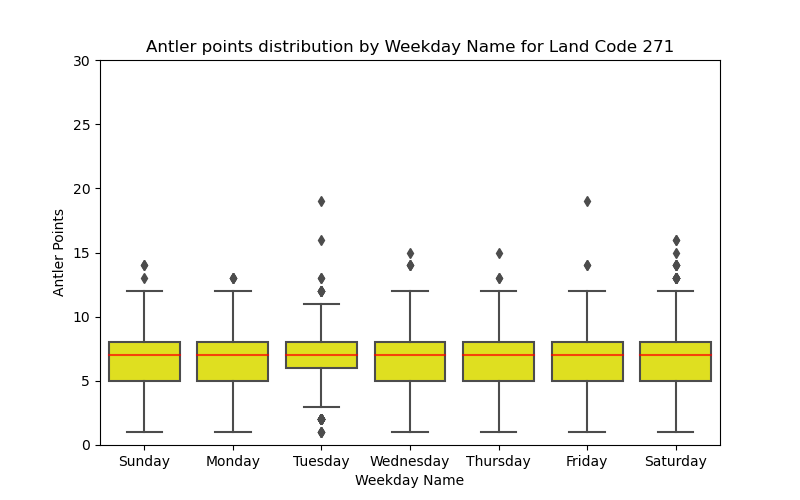 Antler points distribution by Weekday Name for Land Code 271
30
25
20
15
10
5
0
Antler Points
Sunday Monday Tuesday Wednesday Thursday Friday Saturday
Weekday Name